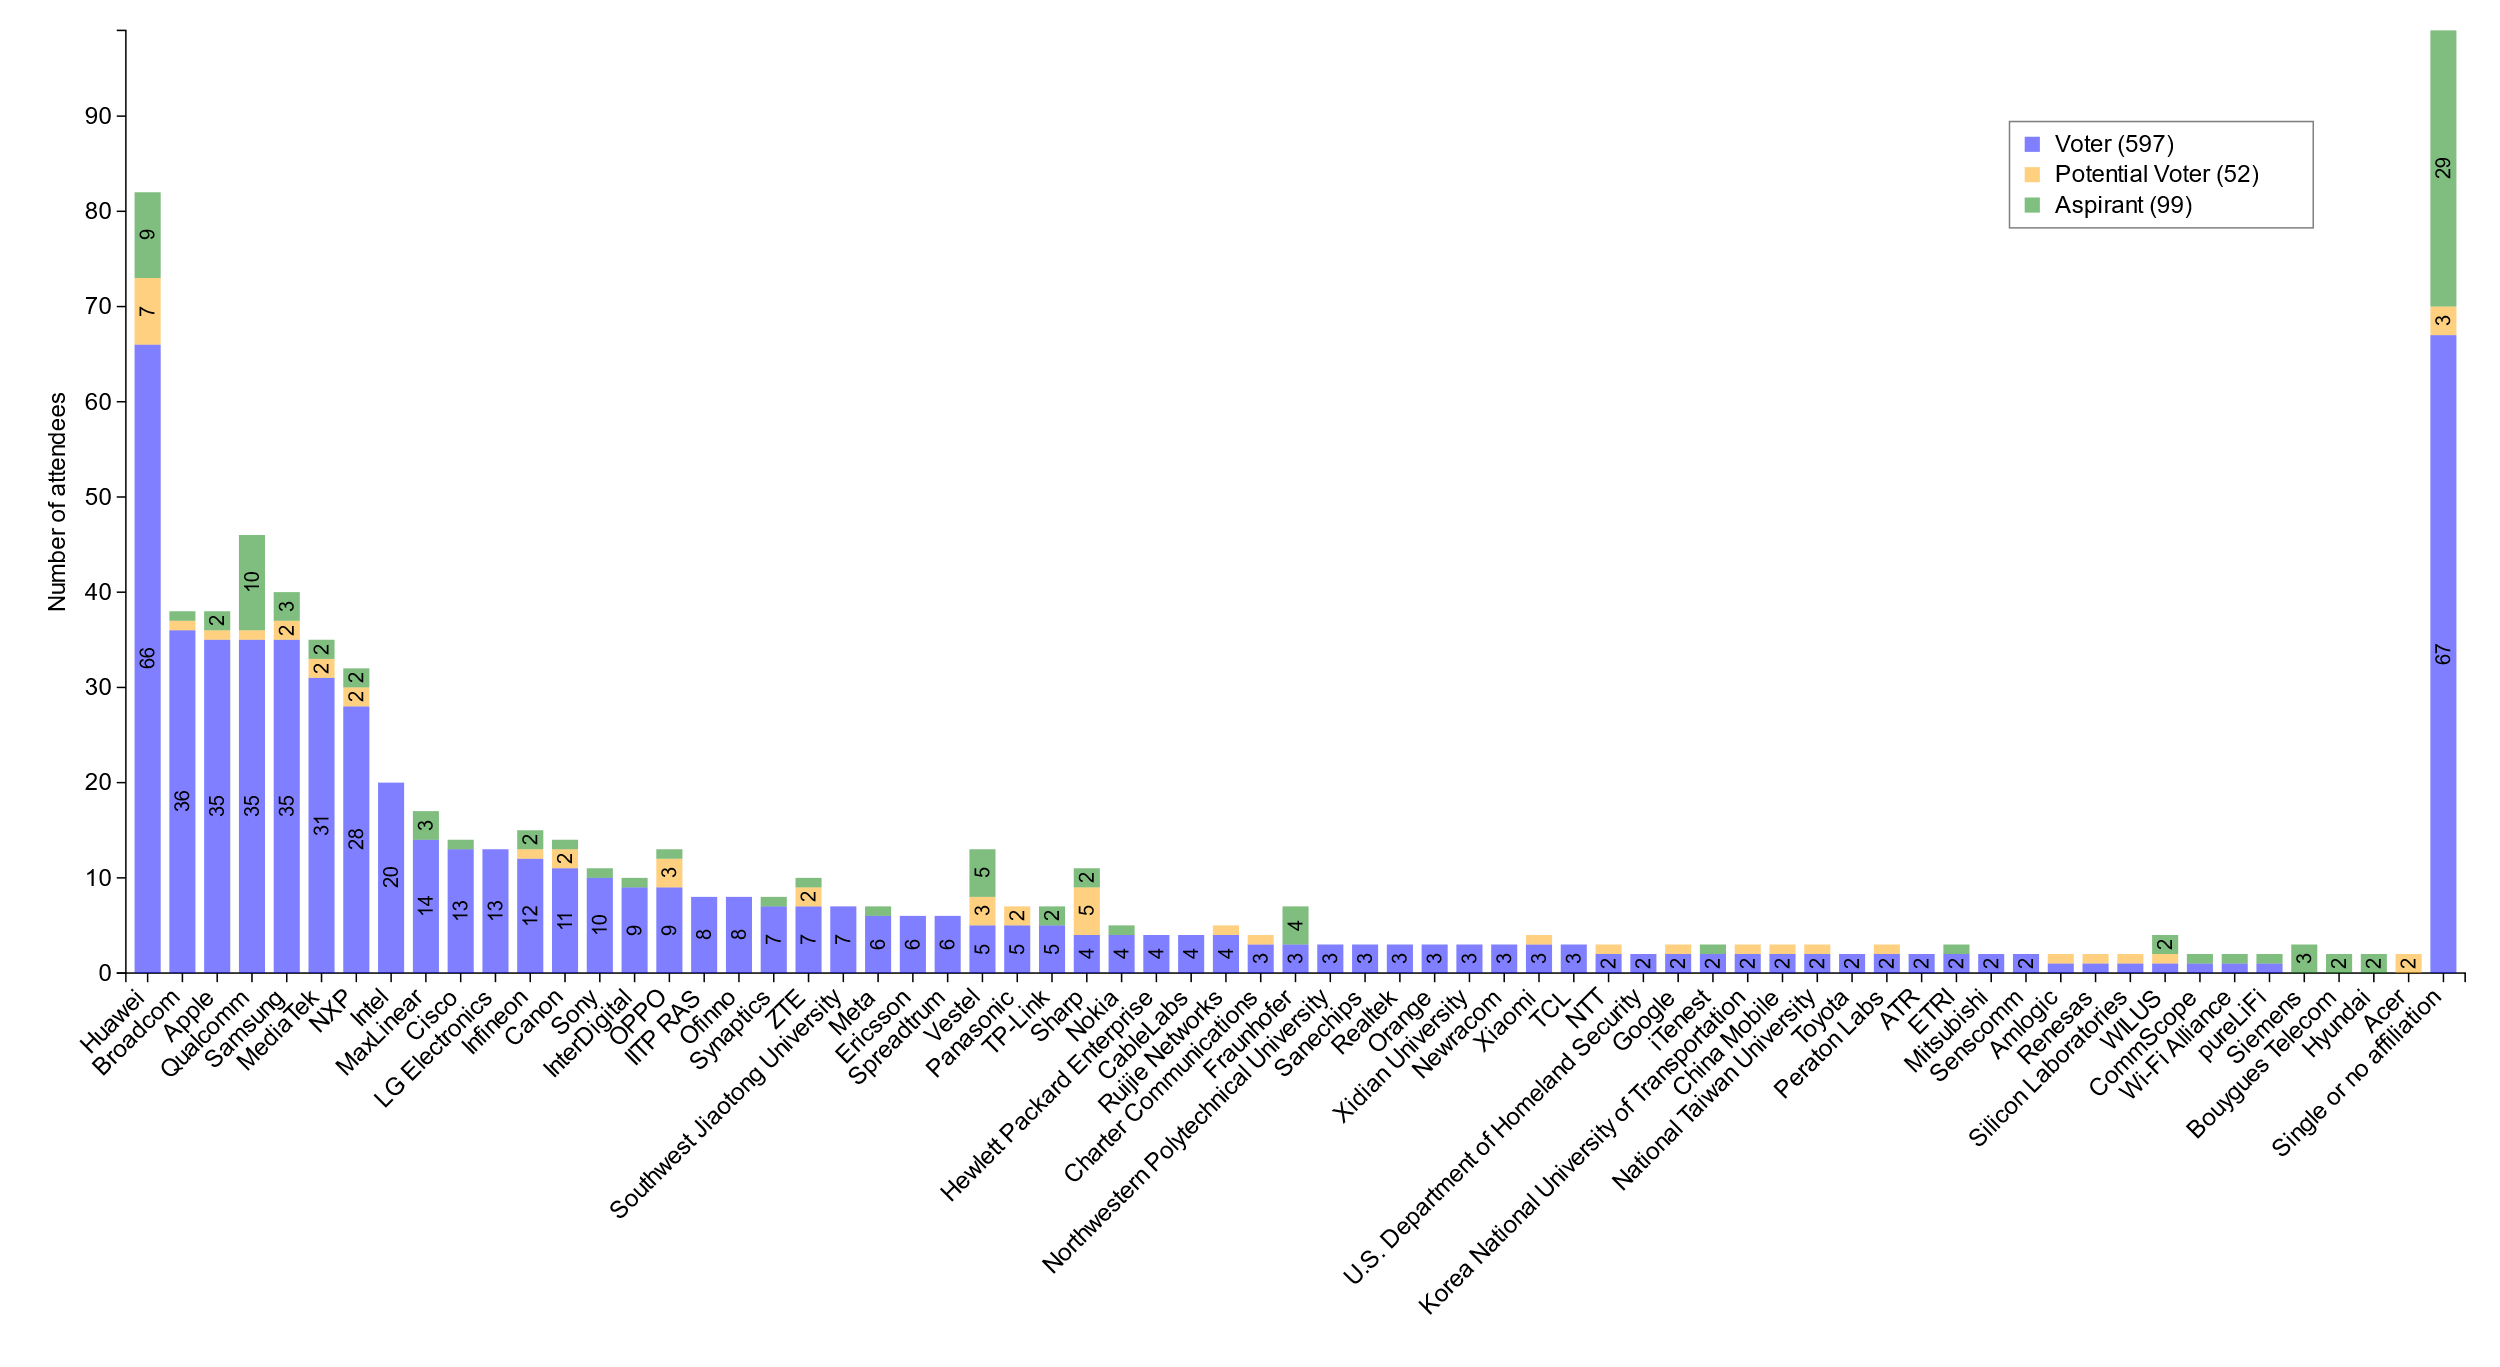 Number of attendees
90
80
70
60
50
40
30
20
10
0
Voter (597)
Potential Voter (52)
Aspirant (99)
66 7 9
36
35 2
35 10
35 2 3
31 2 2
28 2 2
20
14 3
13
13
12 2
11 2
10
9
9 3
8
8
7
7 2
7
6
6
6
5 3 5
5 2
5 2
4 5 2
4
4
4
4
3
3 4
3
3
3
3
3
3
3
3
2
2
2
2
2
2
2
2
2
2
2
2
2
2
3
2
2
2
67 3 29
Huawei
Broadcom
Apple
Qualcomm
Samsung
MediaTek
NXP
Intel
MaxLinear
Cisco
LG Electronics
Infineon
Canon
Sony
InterDigital
OPPO
IITP RAS
Ofinno
Synaptics
ZTE
Southwest Jiaotong University
Meta
Ericsson
Spreadtrum
Vestel
Panasonic
TP-Link
Sharp
Nokia
Hewlett Packard Enterprise
CableLabs
Ruijie Networks
Charter Communications
Fraunhofer
Northwestern Polytechnical University
Sanechips
Realtek
Orange
Xidian University
Newracom
Xiaomi
TCL
NTT
U.S. Department of Homeland Security
Google
iTenest
Korea National University of Transportation
China Mobile
National Taiwan University
Toyota
Peraton Labs
ATR
ETRI
Mitsubishi
Senscomm
Amlogic
Renesas
Silicon Laboratories
WILUS
CommScope
Wi-Fi Alliance
pureLiFi
Siemens
Bouygues Telecom
Hyundai
Acer
Single or no affiliation